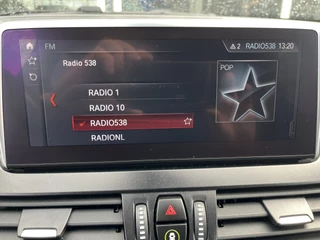 FM
2 RADIO538 13:20
Radio 538
POP
RADIO 1
RADIO 10
RADIO538
RADIONL